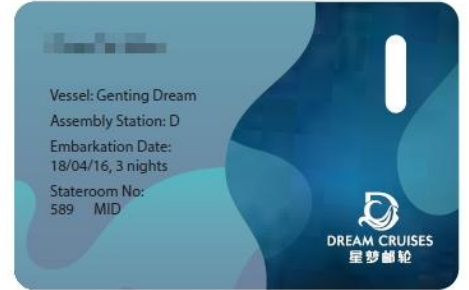 Vessel: Genting Dream
Assembly Station: D
Embarkation Date:
18/04/16, 3 nights
Stateroom No:
589 MID
DREAM CRUISES
星梦邮轮